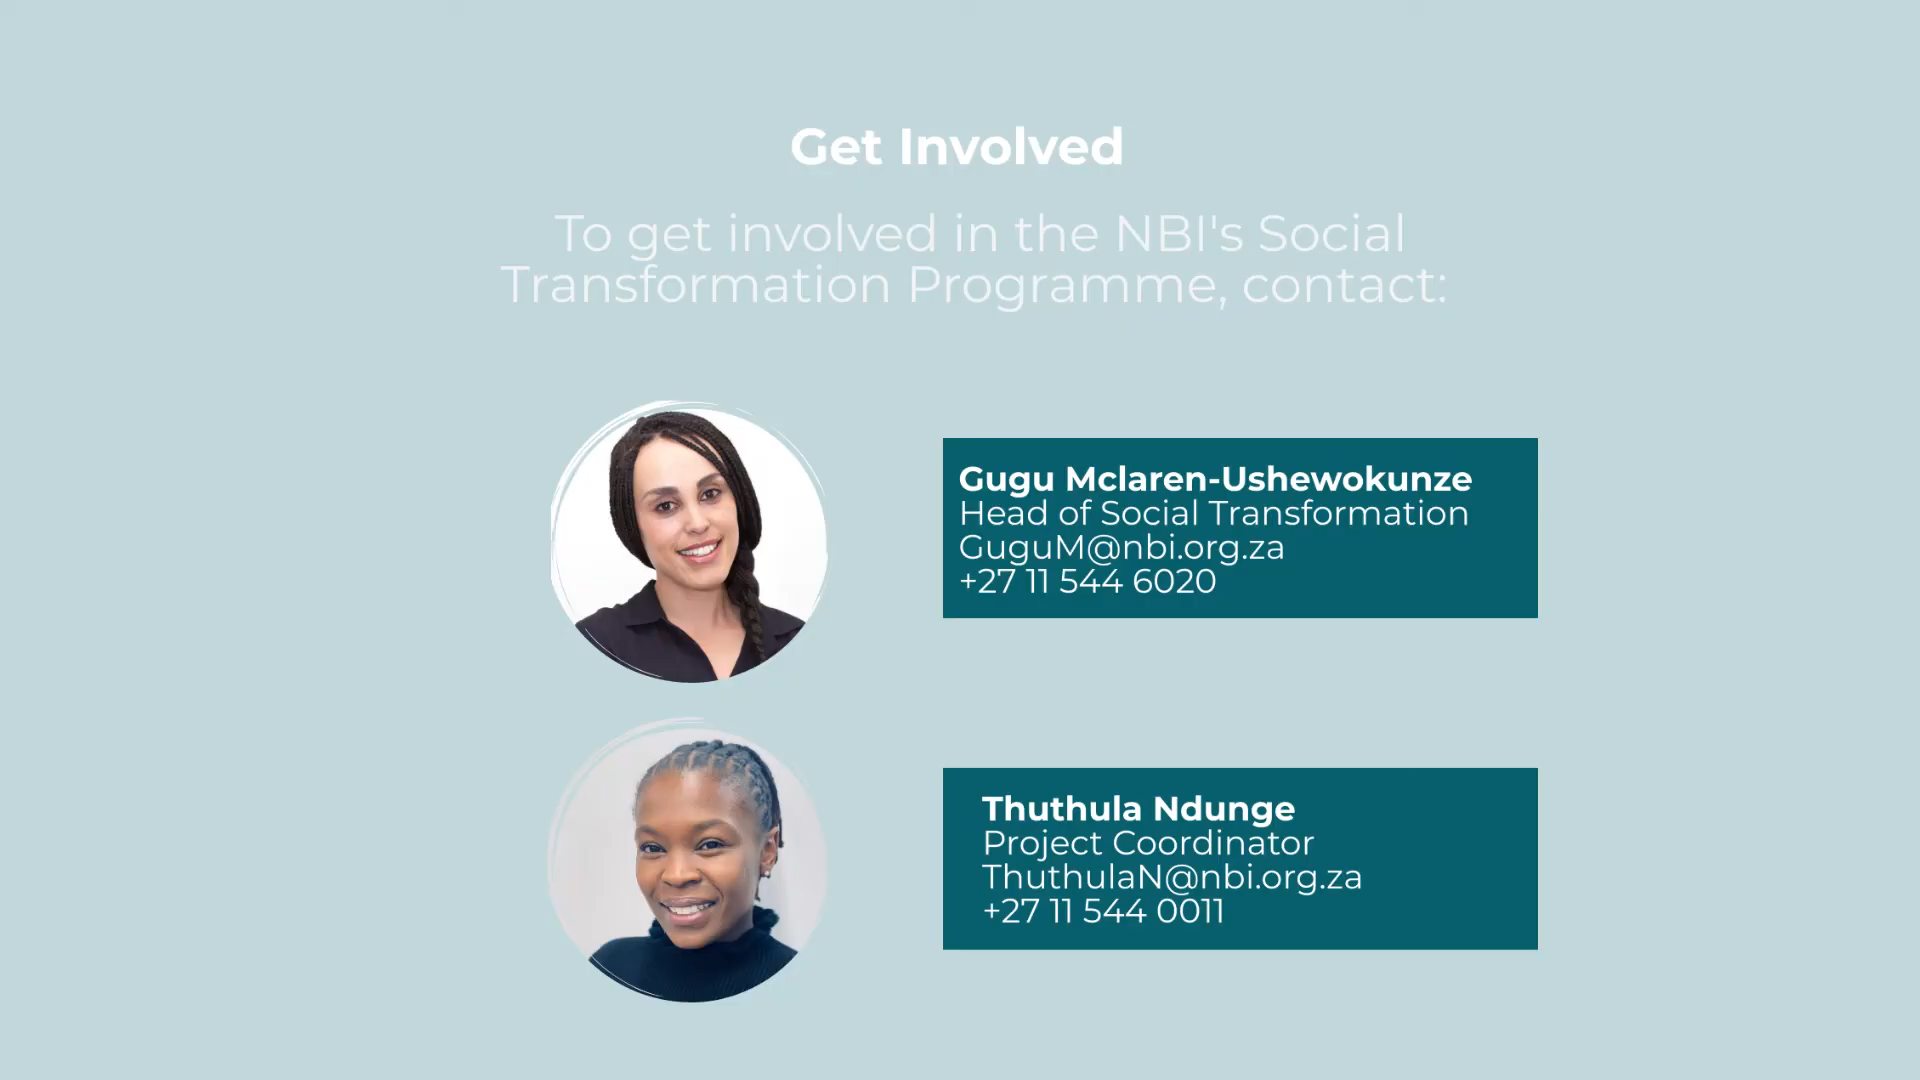 Get Involved
To get involved in the NBI's Social
Transformation Programme, contact:
Gugu Mclaren-Ushewokunze
Head of Social Transformation
GuguM@nbi.org.za
+27 11 544 6020
Thuthula Ndunge
Project Coordinator
ThuthulaN@nbi.org.za
+27 11 544 0011